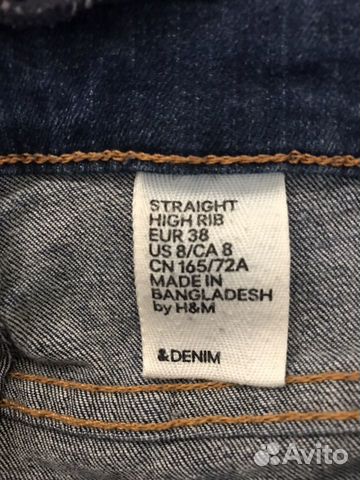 STRAIGHT
HIGH RIB
EUR 38
US 8/CA 8
CN 165/72A
MADE IN
BANGLADESH
by H&M
&DENIM
Avito